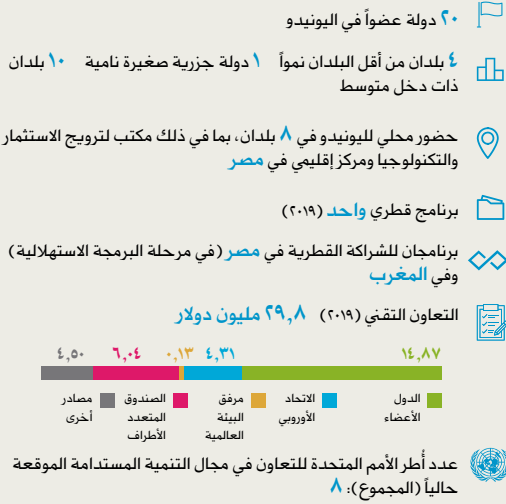 ٢٠ دولة عضواً في اليونيدو
٤ بلدان من أقل البلدان نمواً ١ دولة جزرية صغيرة نامية ١٠ بلدان
ذات دخل متوسط
حضور محلي لليونيدو في ٨ بلدان، بما في ذلك مكتب لترويج الاستثمار
والتكنولوجيا ومركز إقليمي في مصر
برنامج قطري واحد (٢٠١٩)
برنامجان للشراكة القطرية في مصر (في مرحلة البرمجة الاستهلالية)
وفي المغرب
التعاون التقني (٢٠١٩) ٢٩,٨ مليون دولار
١٤,٨٧ ٤,٣١ ٠,١٣ ٦,٠٤ ٤,٥٠
الدول الاتحاد مرفق الصندوق مصادر
الأعضاء الأوروبي البيئة المتعدد أخرى
العالمية الأطراف
عدد أُطر الأمم المتحدة للتعاون في مجال التنمية المستدامة الموقعة
حالياً (المجموع): ٨